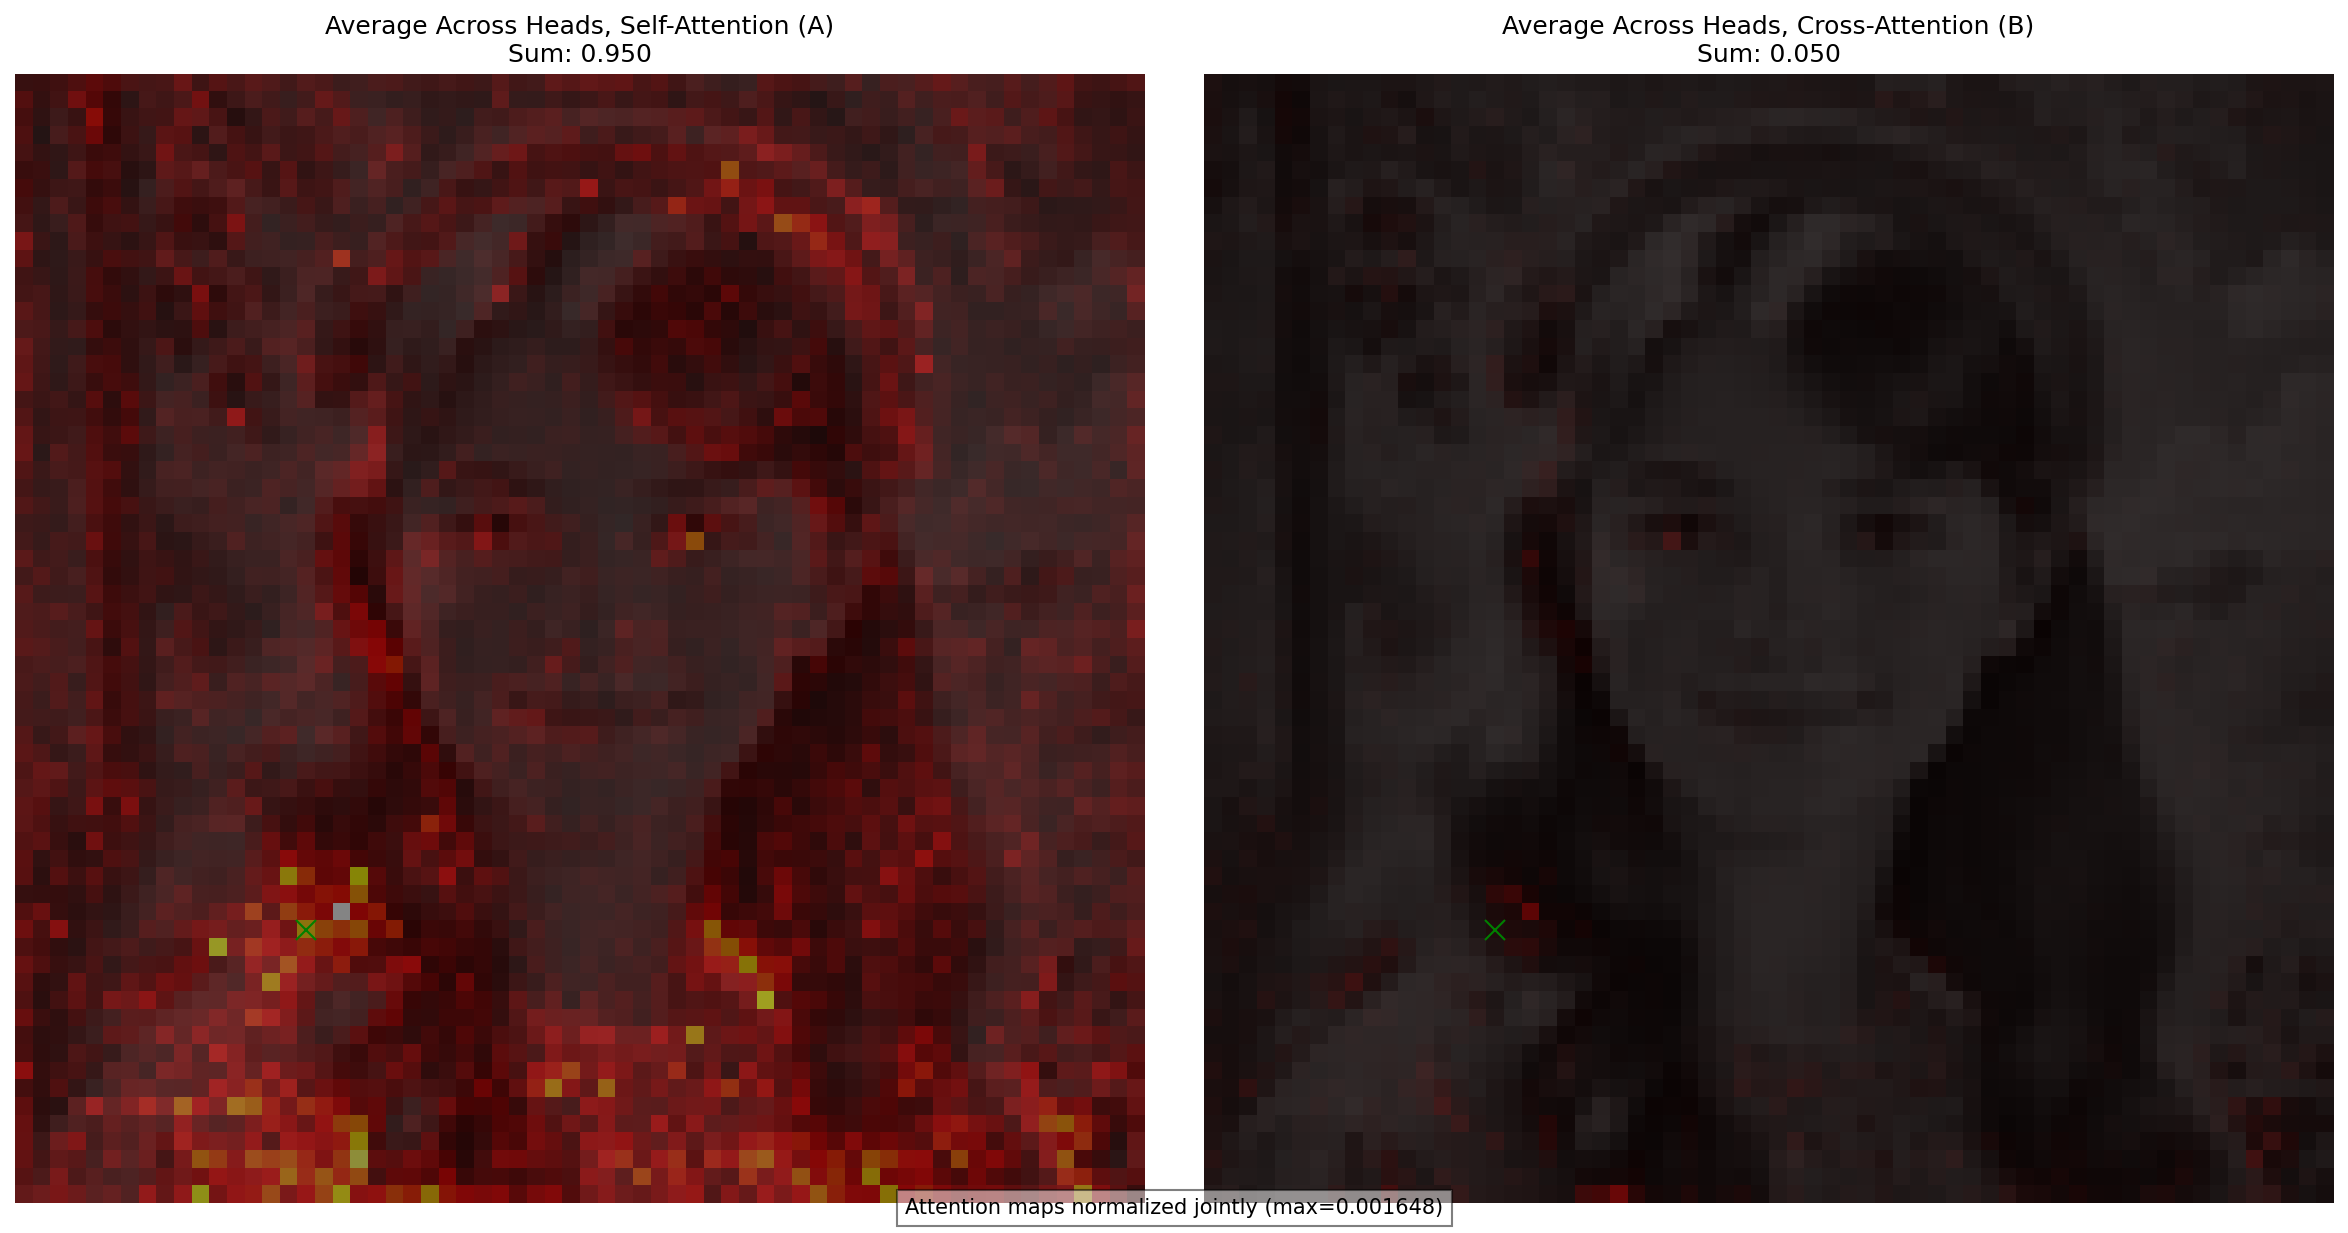 Average Across Heads, Self-Attention (A)
Sum: 0.950
Average Across Heads, Cross-Attention (B)
Sum: 0.050
Attention maps normalized jointly (max=0.001648)